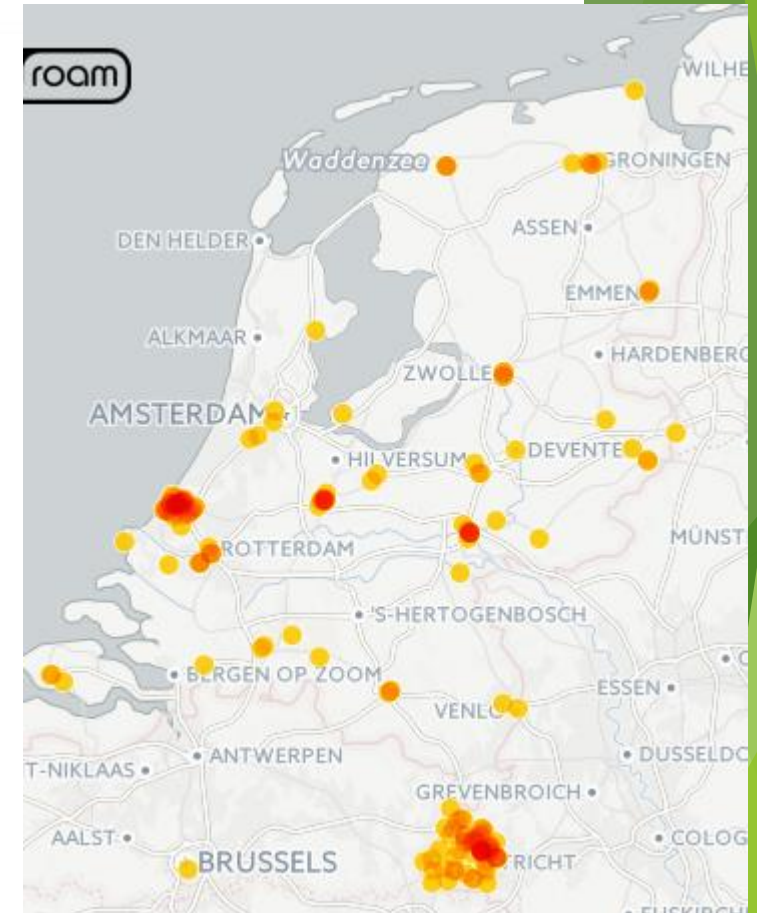 roam
WILHE
Waddenzee
GRONINGEN
ASSEN
DEN HELDER
EMMEN
ALKMAAR
HARDENBERG
ZWOLLE
AMSTERDAM
HILVERSUM
DEVENTE
ROTTERDAM
MÜNST
'S-HERTOGENBOSCH
BERGEN OP ZOOM
ESSEN
VENLO
ANTWERPEN
DUSSELDO
T-NIKLAAS
GREVENBROICH
AALST
COLOG
BRUSSELS
TRICHT
EUSKIRCH